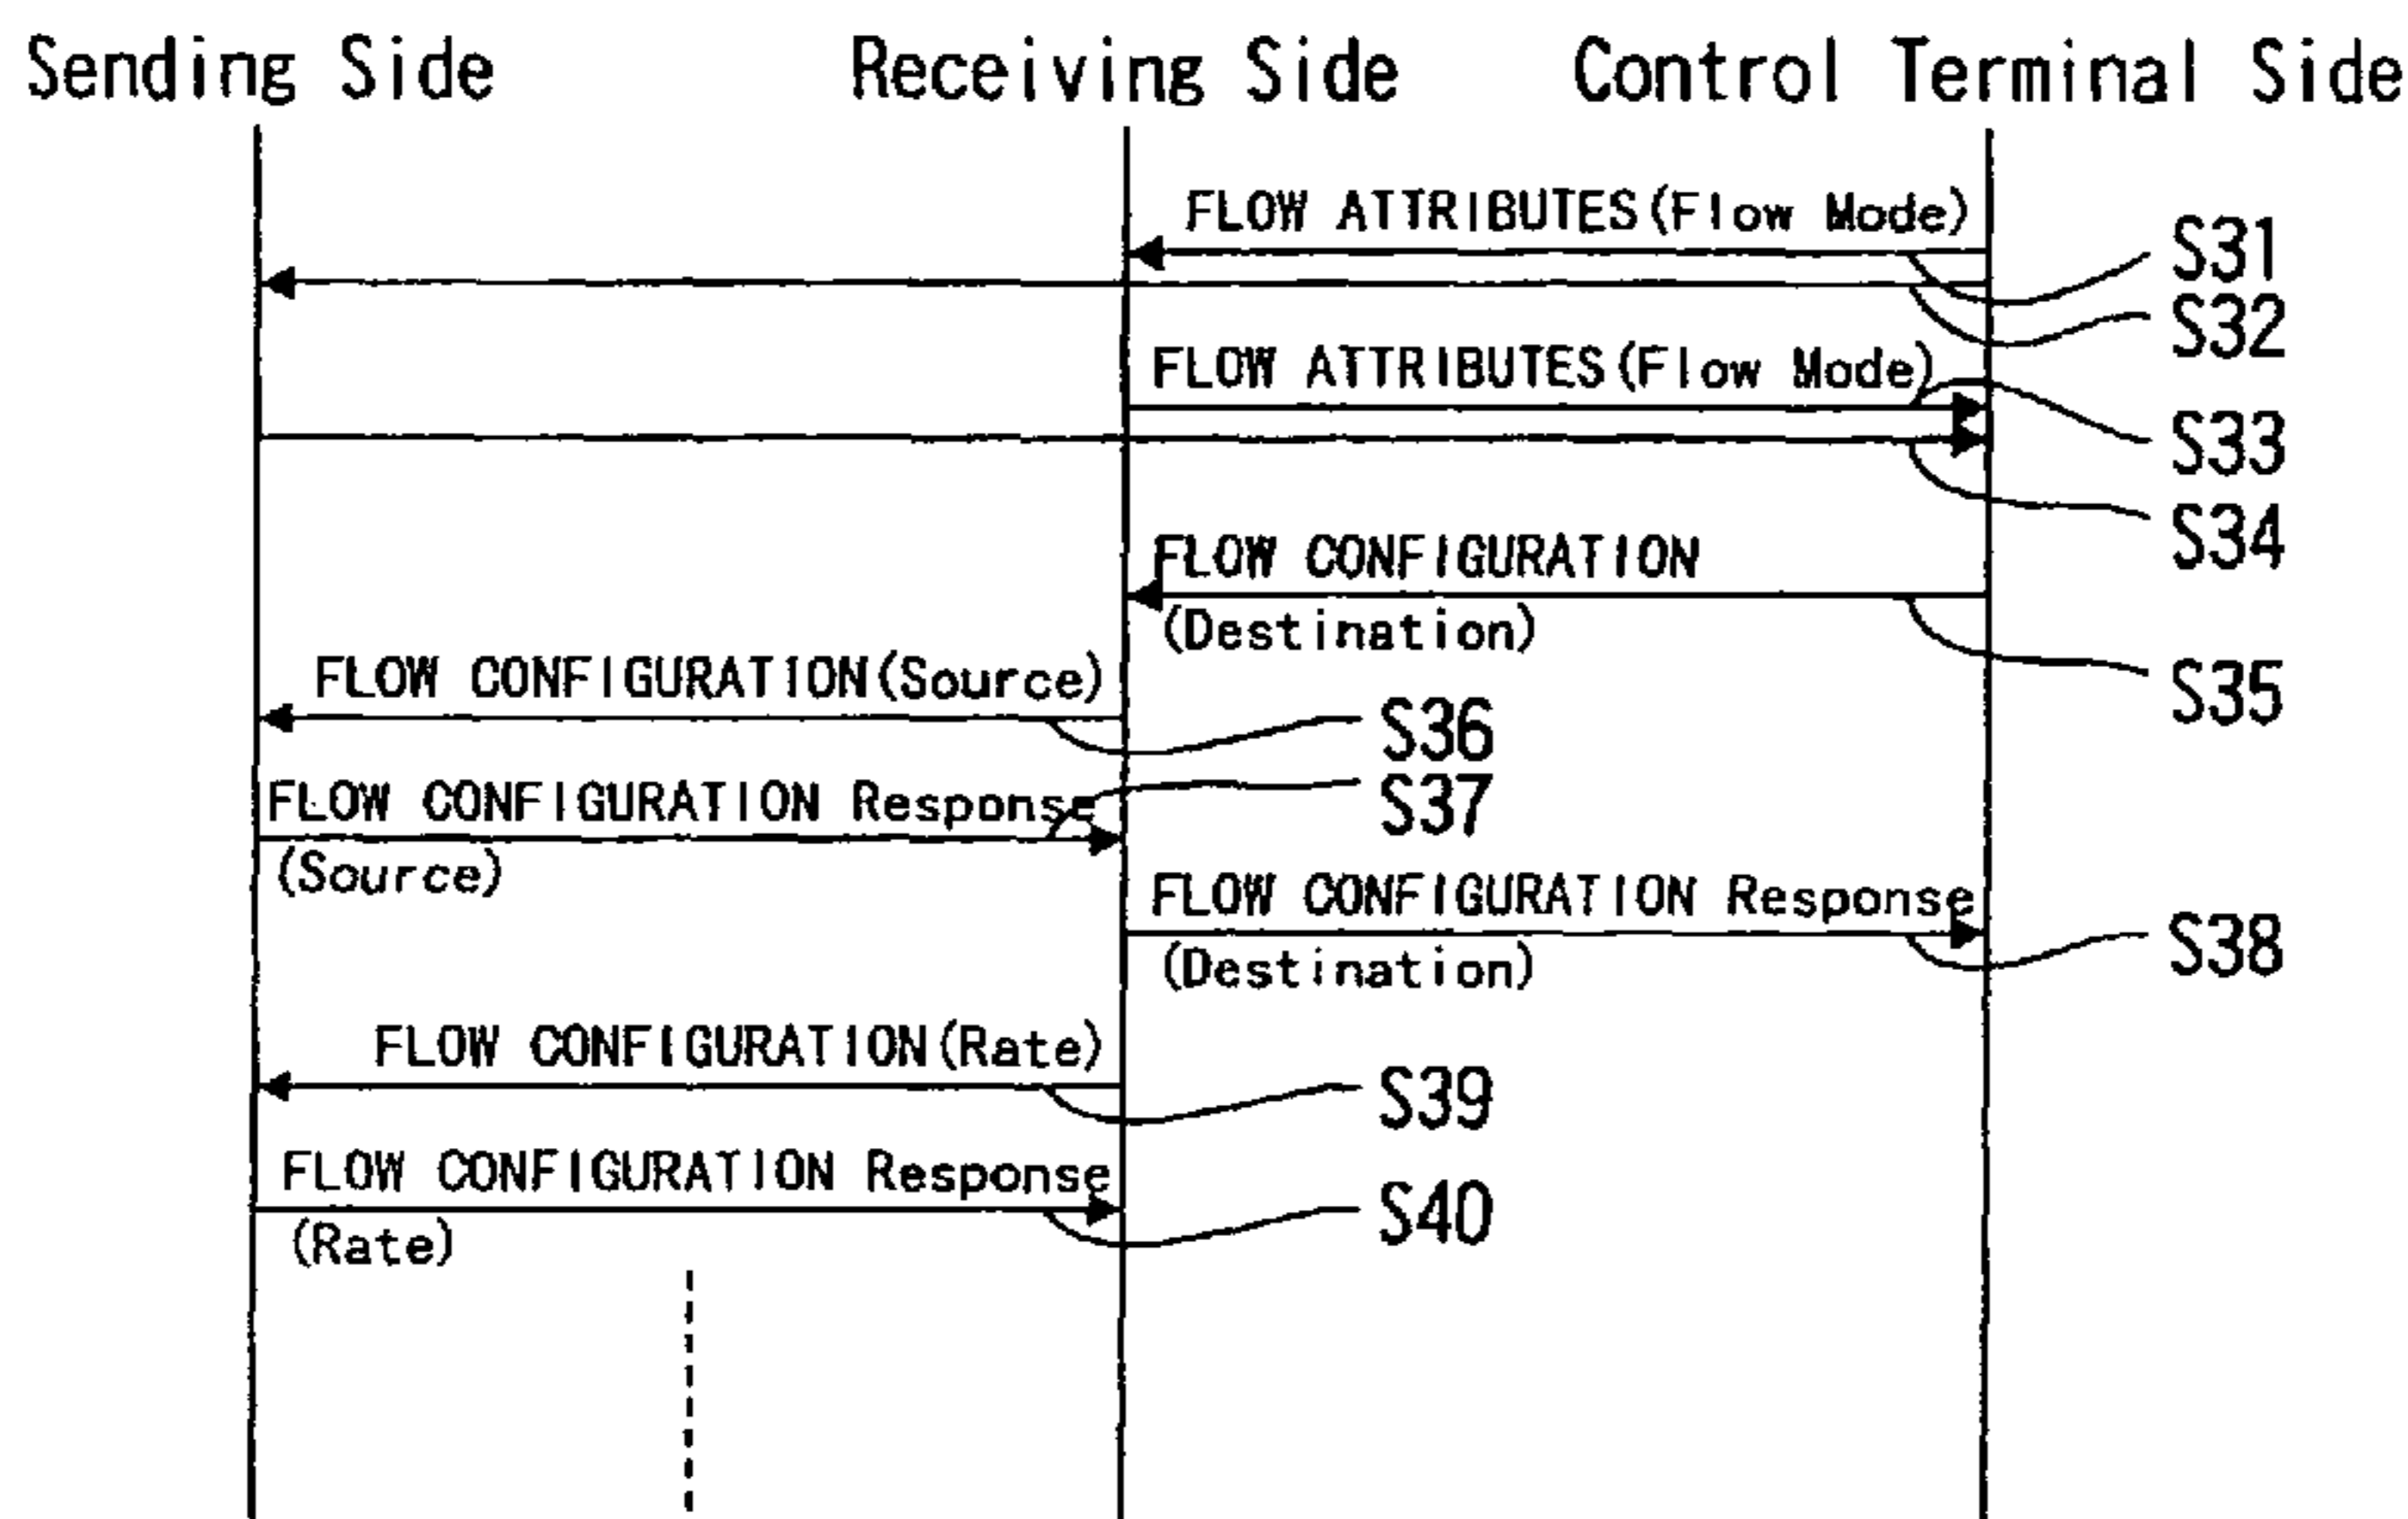 Sending Side Receiving Side Control Terminal Side
FLOW ATTRIBUTES(Flow Mode)
S31
S32
FLOW ATTRIBUTES(Flow Mode)
S33
S34
FLOW CONFIGURATION
(Destination)
S35
FLOW CONFIGURATION(Source)
S36
FLOW CONFIGURATION Response
S37
(Source)
FLOW CONFIGURATION Response
S38
(Destination)
FLOW CONFIGURATION(Rate)
S39
FLOW CONFIGURATION Response
S40
(Rate)